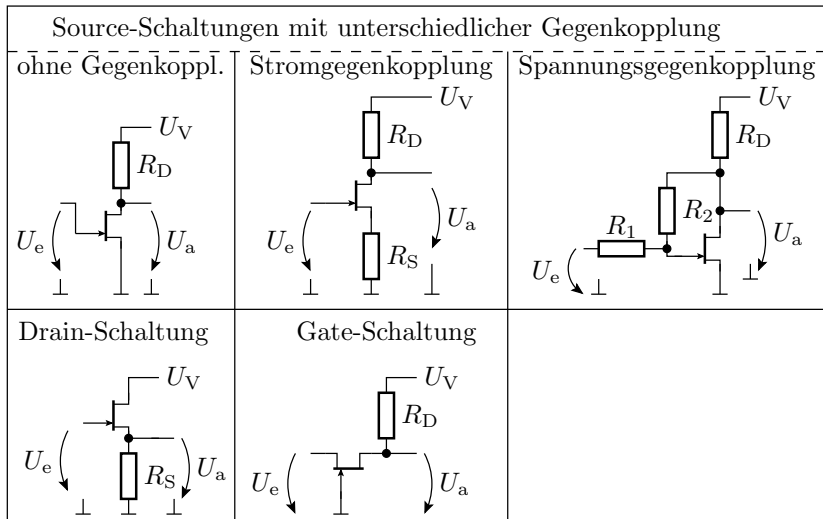 Source-Schaltungen mit unterschiedlicher Gegenkopplung
ohne Gegenkoppl.
U_V
R_D
U_e
U_a
Stromgegenkopplung
U_V
R_D
U_e
U_a
R_S
Spannungsgegenkopplung
U_V
R_D
R_2
R_1
U_a
U_e
Drain-Schaltung
U_V
U_e
R_S
U_a
Gate-Schaltung
U_V
R_D
U_e
U_a